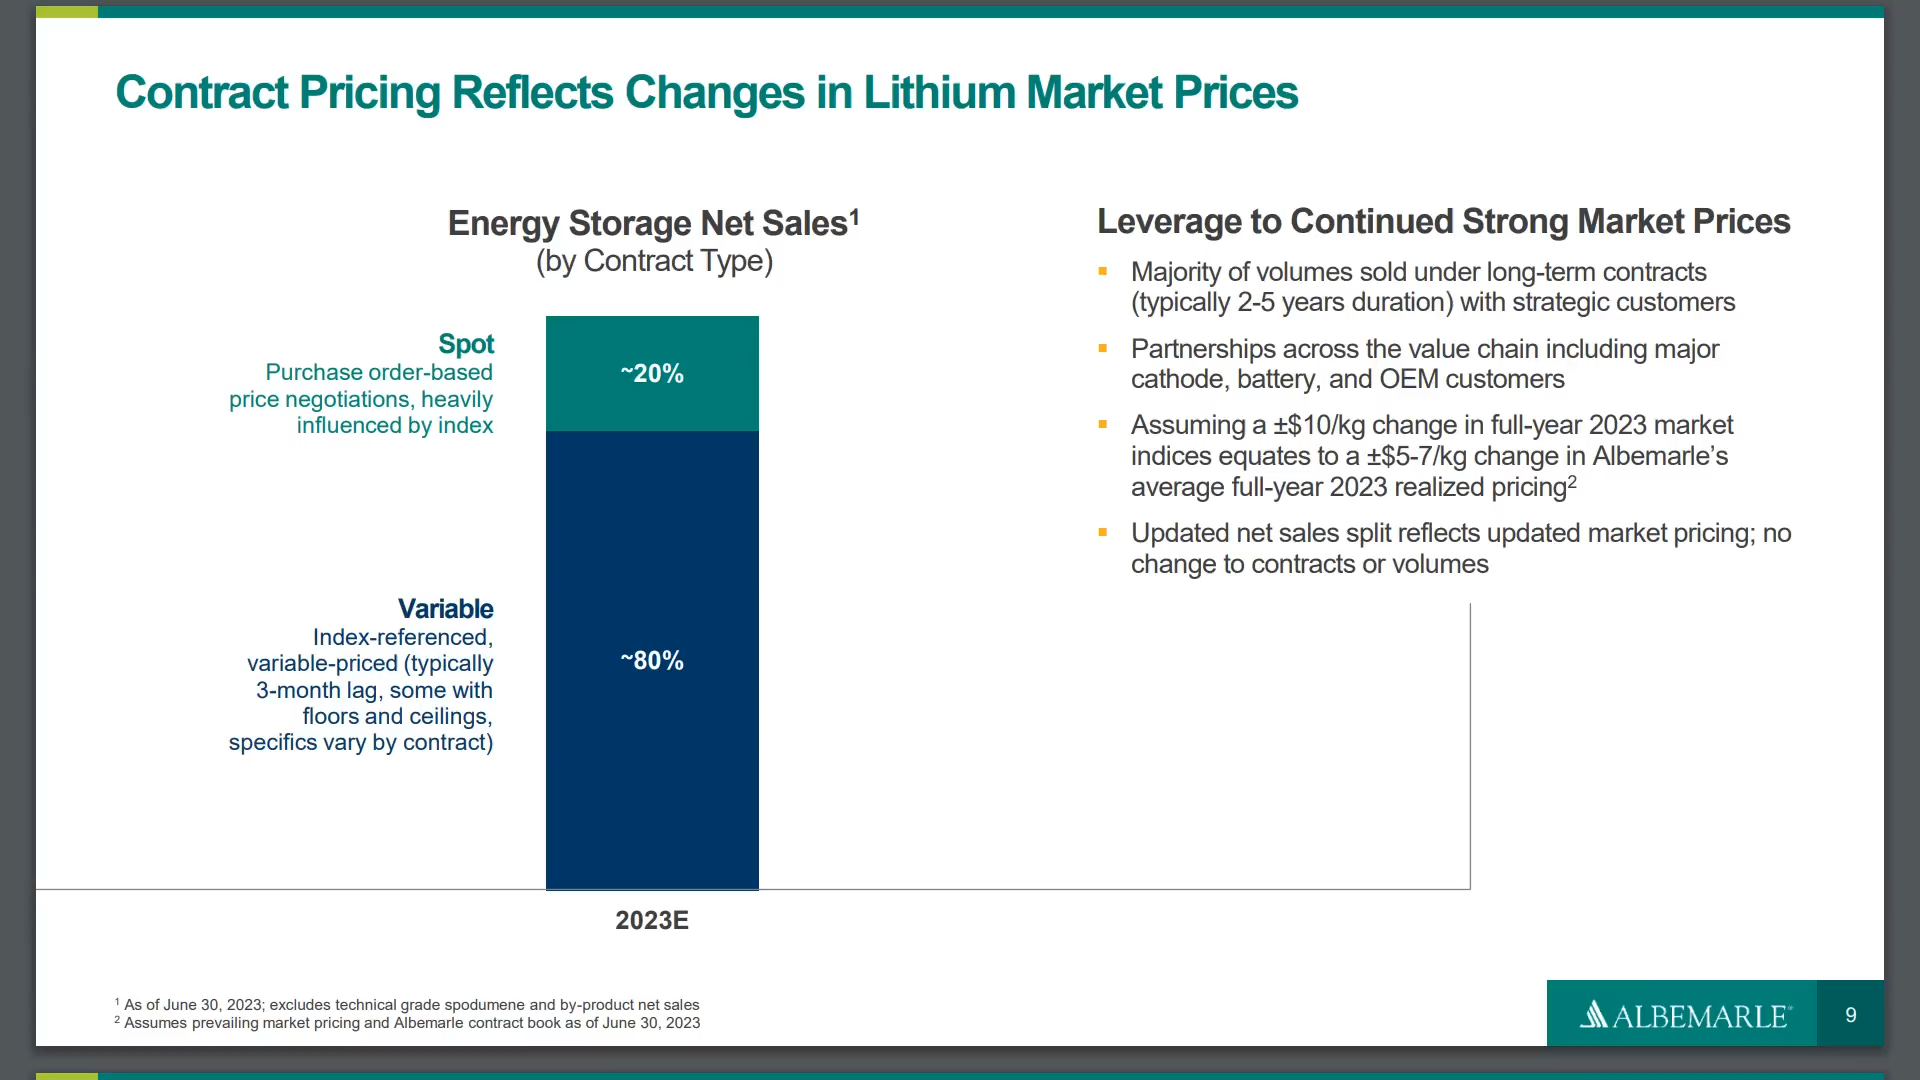 Contract Pricing Reflects Changes in Lithium Market Prices
Energy Storage Net Sales¹
(by Contract Type)
Spot
Purchase order-based
price negotiations, heavily
influenced by index
~20%
Variable
Index-referenced,
variable-priced (typically
3-month lag, some with
floors and ceilings,
specifics vary by contract)
~80%
2023E
Leverage to Continued Strong Market Prices
▪ Majority of volumes sold under long-term contracts
(typically 2-5 years duration) with strategic customers
▪ Partnerships across the value chain including major
cathode, battery, and OEM customers
▪ Assuming a ±$10/kg change in full-year 2023 market
indices equates to a ±$5-7/kg change in Albemarle’s
average full-year 2023 realized pricing²
▪ Updated net sales split reflects updated market pricing; no
change to contracts or volumes
¹ As of June 30, 2023; excludes technical grade spodumene and by-product net sales
² Assumes prevailing market pricing and Albemarle contract book as of June 30, 2023
ALBEMARLE
9